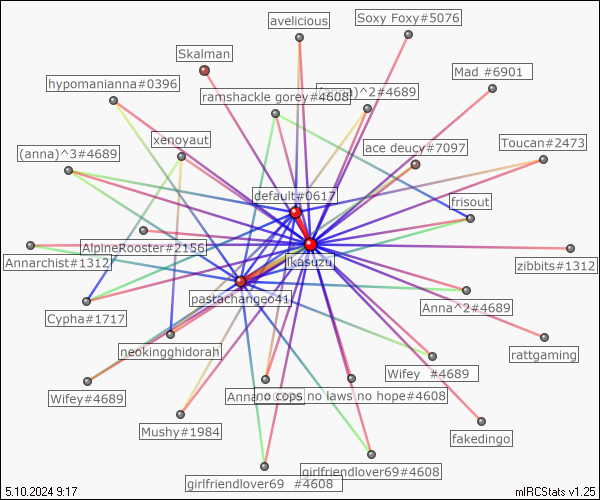 avelicious
Soxy Foxy#5076
Skalman
Mad #6901
hypomanianna#0396
ramshackle gorey#4608
)^2#4689
xenoyaut
ace deucy#7097
Toucan#2473
(anna)^3#4689
default#0617
frisout
AlpineRooster#2156
Annarchist#1312
ikasuzu
zibbits#1312
pastachangeo41
Anna^2#4689
Cypha#1717
neokingghidorah
rattgaming
Wifey #4689
Wifey#4689
Anna
no cops no laws no hope#4608
Mushy#1984
fakedingo
girlfriendlover69#4608
girlfriendlover69 #4608
5.10.2024 9:17
mIRCStats v1.25